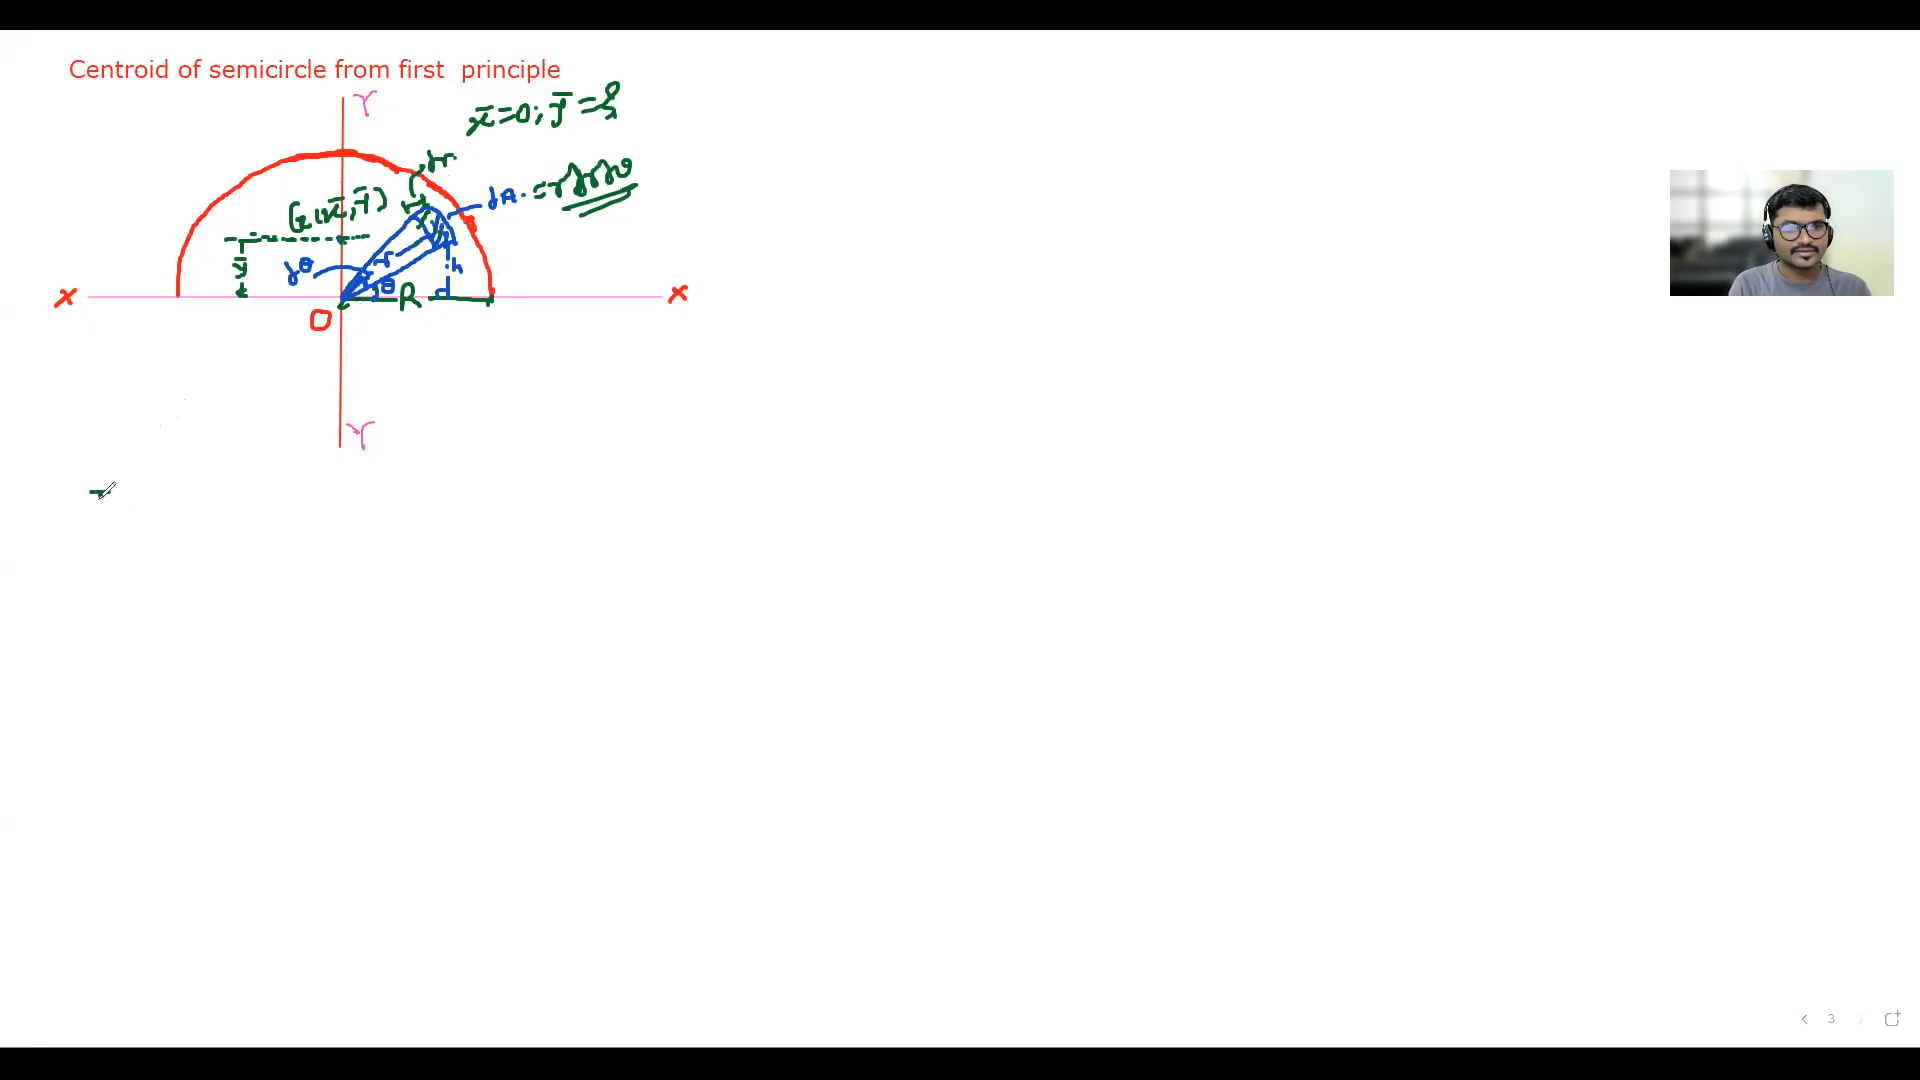 Centroid of semicircle from first principle
Y
x̄=0; ȳ=?
dr
dA = r dr dθ
G(x̄,ȳ)
ȳ
dθ
r
h
θ
X
R
X
O
Y
3